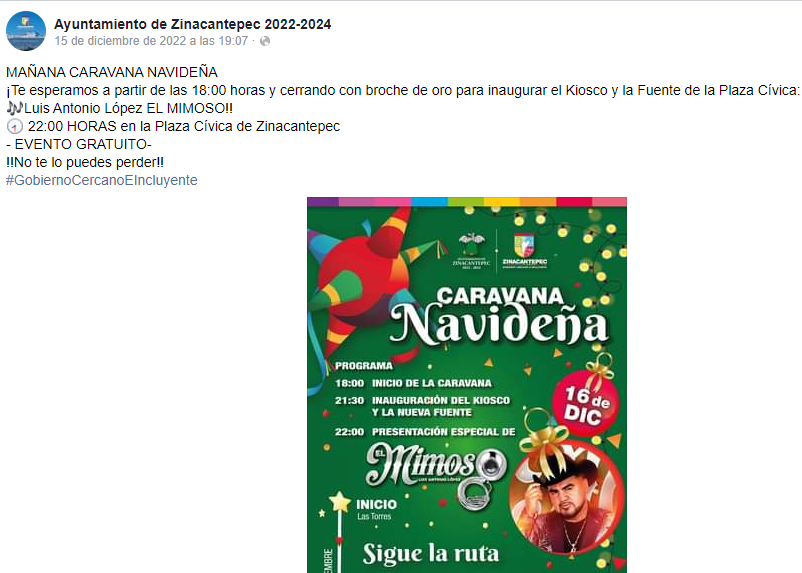 Ayuntamiento de Zinacantepec 2022-2024
15 de diciembre de 2022 a las 19:07 ·
MAÑANA CARAVANA NAVIDEÑA
¡Te esperamos a partir de las 18:00 horas y cerrando con broche de oro para inaugurar el Kiosco y la Fuente de la Plaza Cívica:
🎶Luis Antonio López EL MIMOSO!!
🕢 22:00 HORAS en la Plaza Cívica de Zinacantepec
- EVENTO GRATUITO-
!!No te lo puedes perder!!
#GobiernoCercanoEIncluyente
ZINACANTEPEC
2022 - 2024
ZINACANTEPEC
CARAVANA
Navideña
PROGRAMA
18:00 INICIO DE LA CARAVANA
21:30 INAUGURACIÓN DEL KIOSCO
Y LA NUEVA FUENTE
22:00 PRESENTACIÓN ESPECIAL DE
16 de
DIC
EL Mimoso
LUIS ANTONIO LÓPEZ
INICIO
Las Torres
Sigue la ruta